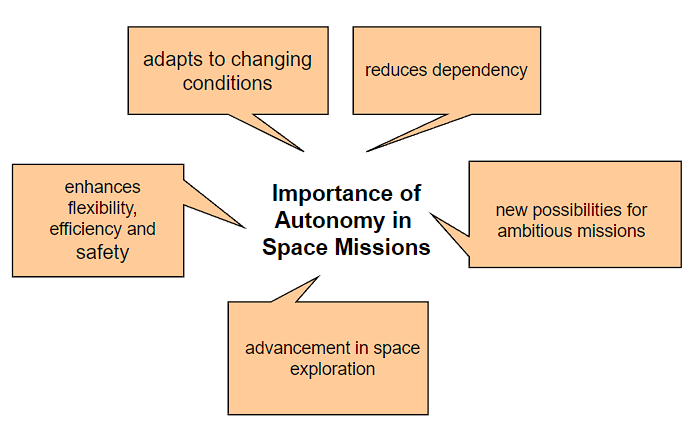 adapts to changing
conditions
reduces dependency
enhances
flexibility,
efficiency and
safety
Importance of
Autonomy in
Space Missions
new possibilities for
ambitious missions
advancement in space
exploration